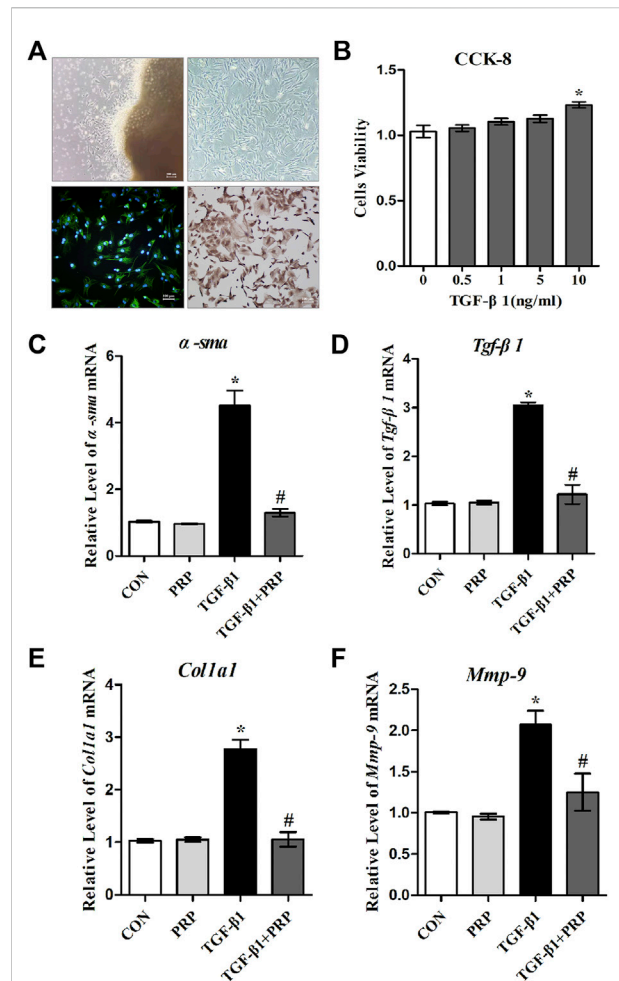 A
B
CCK-8
*
1.5
1.0
0.5
0.0
Cells Viability
0 0.5 1 5 10
TGF-β 1(ng/ml)
C
α -sma
*
#
6
4
2
0
Relative Level of α -sma mRNA
CON PRP TGF-β1 TGF-β1+PRP
D
Tgf-β 1
*
#
4
3
2
1
0
Relative Level of Tgf-β 1 mRNA
CON PRP TGF-β1 TGF-β1+PRP
E
Col1a1
*
#
4
3
2
1
0
Relative Level of Col1a1 mRNA
CON PRP TGF-β1 TGF-β1+PRP
F
Mmp-9
*
#
2.5
2.0
1.5
1.0
0.5
0.0
Relative Level of Mmp-9 mRNA
CON PRP TGF-β1 TGF-β1+PRP